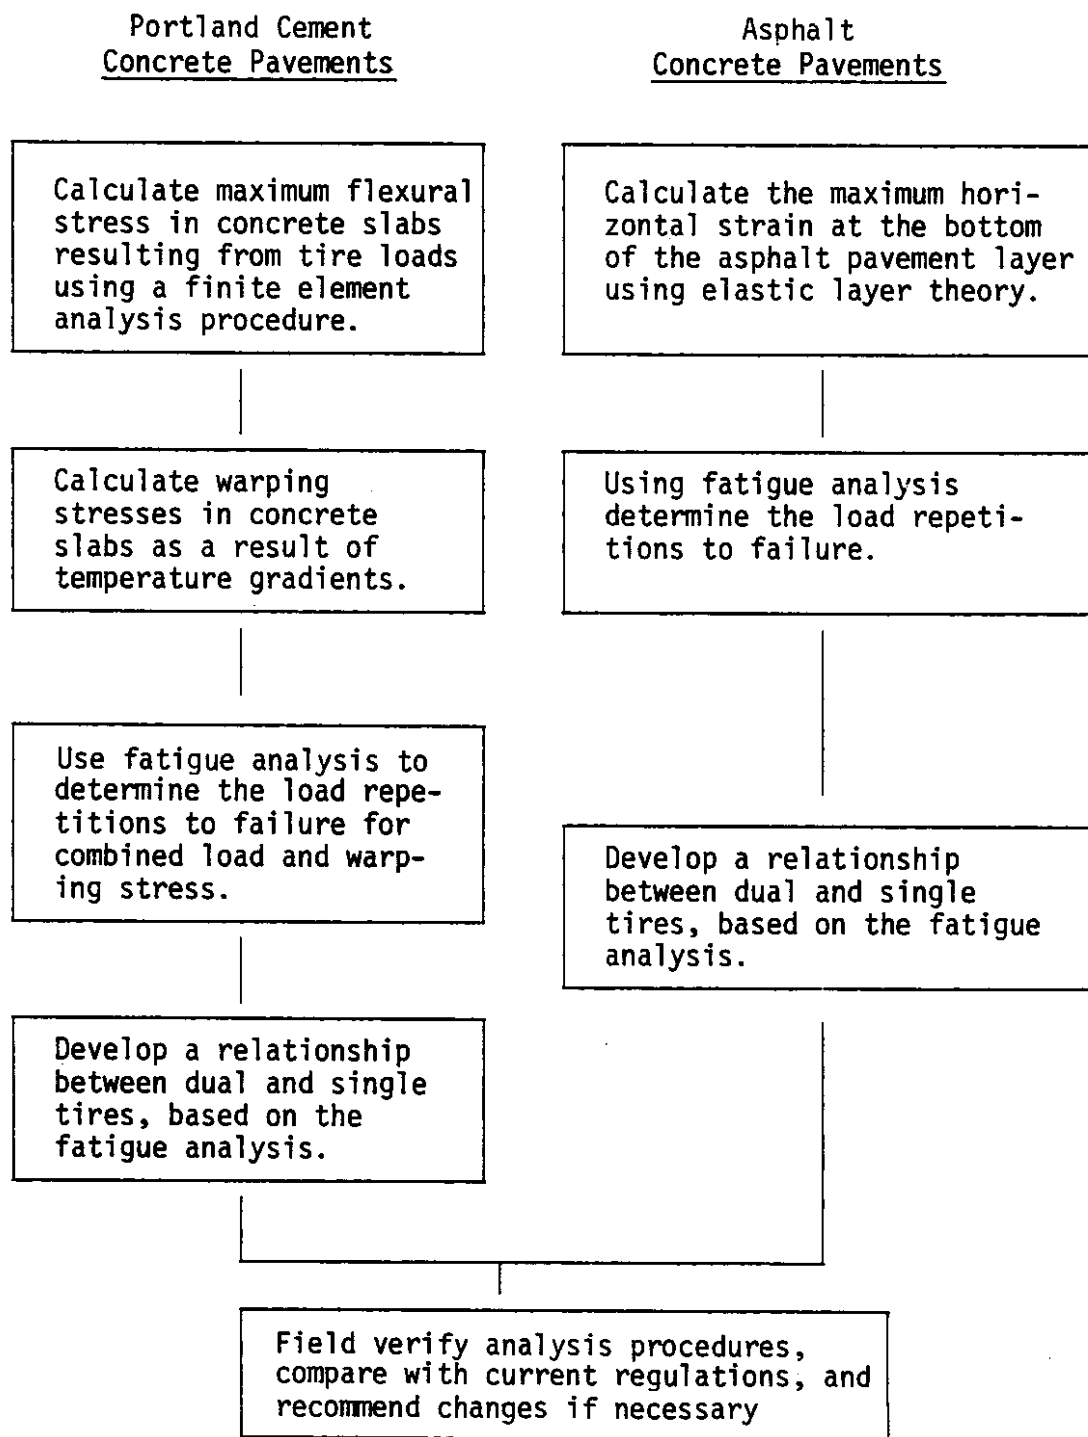 Portland Cement
Concrete Pavements
Asphalt
Concrete Pavements
Calculate maximum flexural
stress in concrete slabs
resulting from tire loads
using a finite element
analysis procedure.
Calculate the maximum hori-
zontal strain at the bottom
of the asphalt pavement layer
using elastic layer theory.
Calculate warping
stresses in concrete
slabs as a result of
temperature gradients.
Using fatigue analysis
determine the load repeti-
tions to failure.
Use fatigue analysis to
determine the load repe-
titions to failure for
combined load and warp-
ing stress.
Develop a relationship
between dual and single
tires, based on the fatigue
analysis.
Develop a relationship
between dual and single
tires, based on the
fatigue analysis.
Field verify analysis procedures,
compare with current regulations, and
recommend changes if necessary